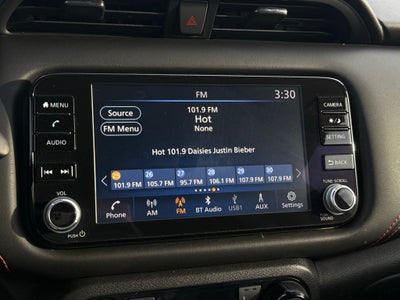 FM 3:30
MENU
AUDIO
VOL
PUSH
Source
FM Menu
101.9 FM
Hot
None
Hot 101.9 Daisies Justin Bieber
25 26 27 28 29 30
101.9 FM 105.7 FM 95.7 FM 106.1 FM 107.9 FM 107.9 FM
Phone AM FM BT Audio USB1 AUX Settings
CAMERA
SETTING
BACK
TUNE·SCROLL
SOUND